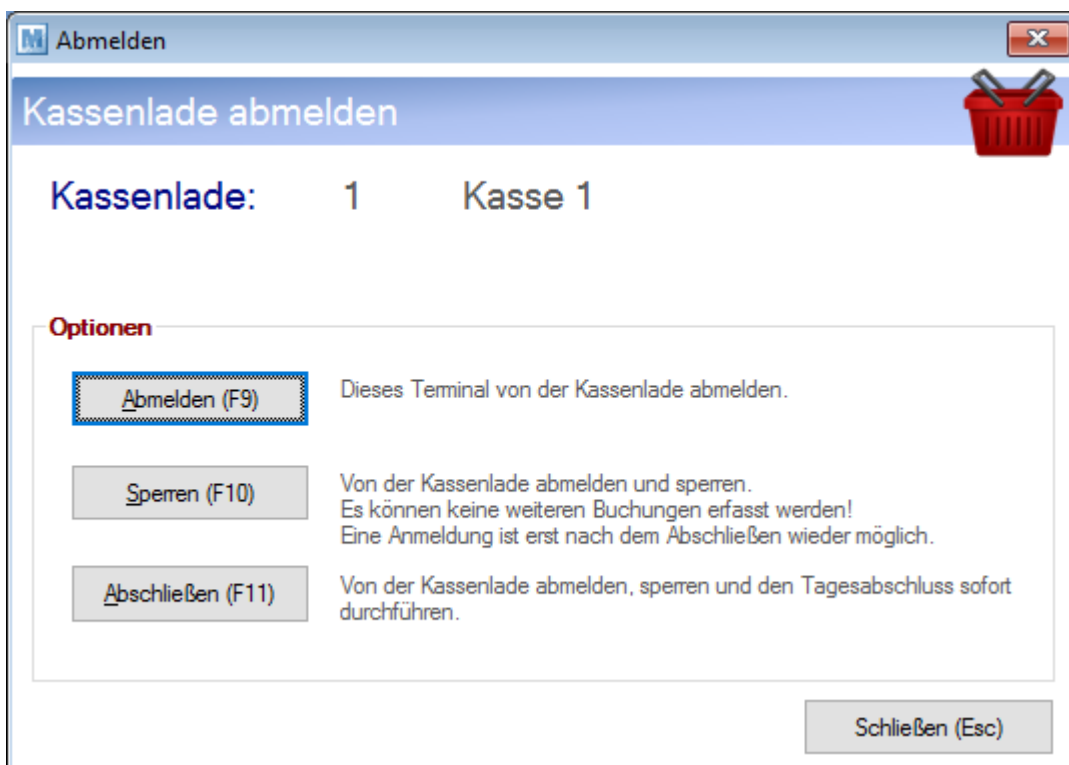 Abmelden
Kassenlade abmelden
Kassenlade: 1 Kasse 1
Optionen
Abmelden (F9)
Dieses Terminal von der Kassenlade abmelden.
Sperren (F10)
Von der Kassenlade abmelden und sperren.
Es können keine weiteren Buchungen erfasst werden!
Eine Anmeldung ist erst nach dem Abschließen wieder möglich.
Abschließen (F11)
Von der Kassenlade abmelden, sperren und den Tagesabschluss sofort
durchführen.
Schließen (Esc)